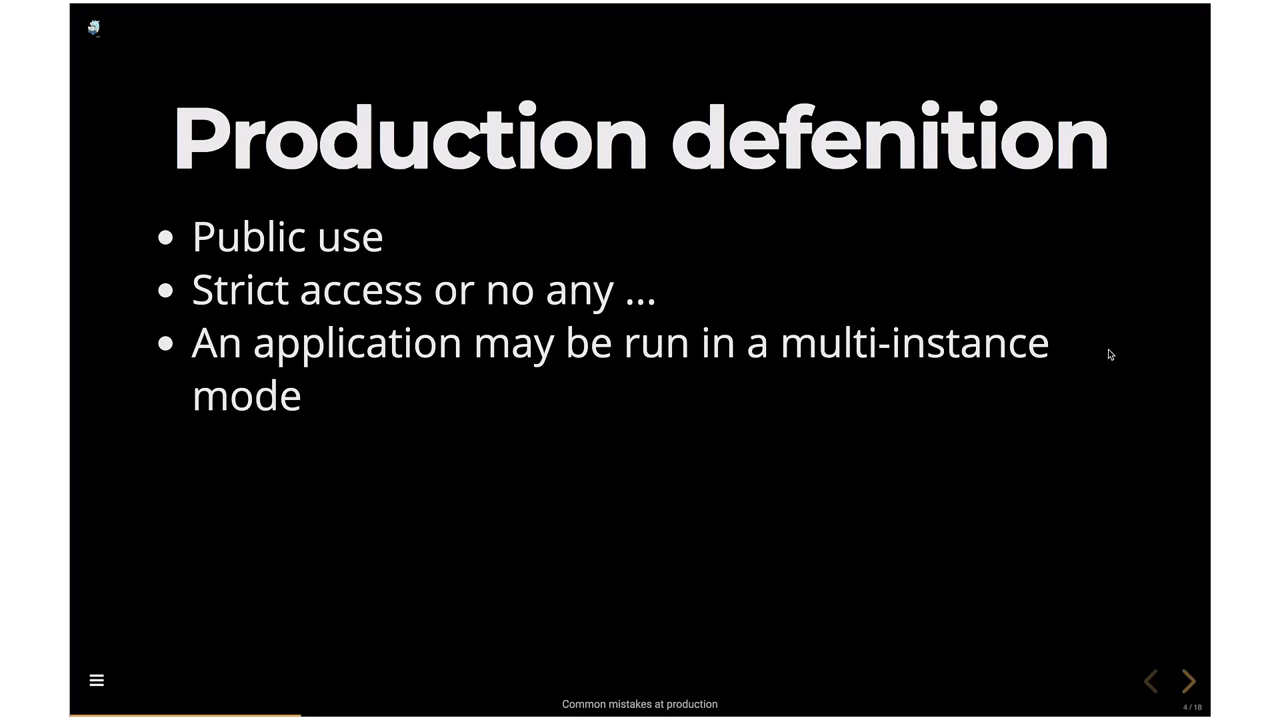 Production defenition
• Public use
• Strict access or no any ...
• An application may be run in a multi-instance
mode
Common mistakes at production
4 / 18